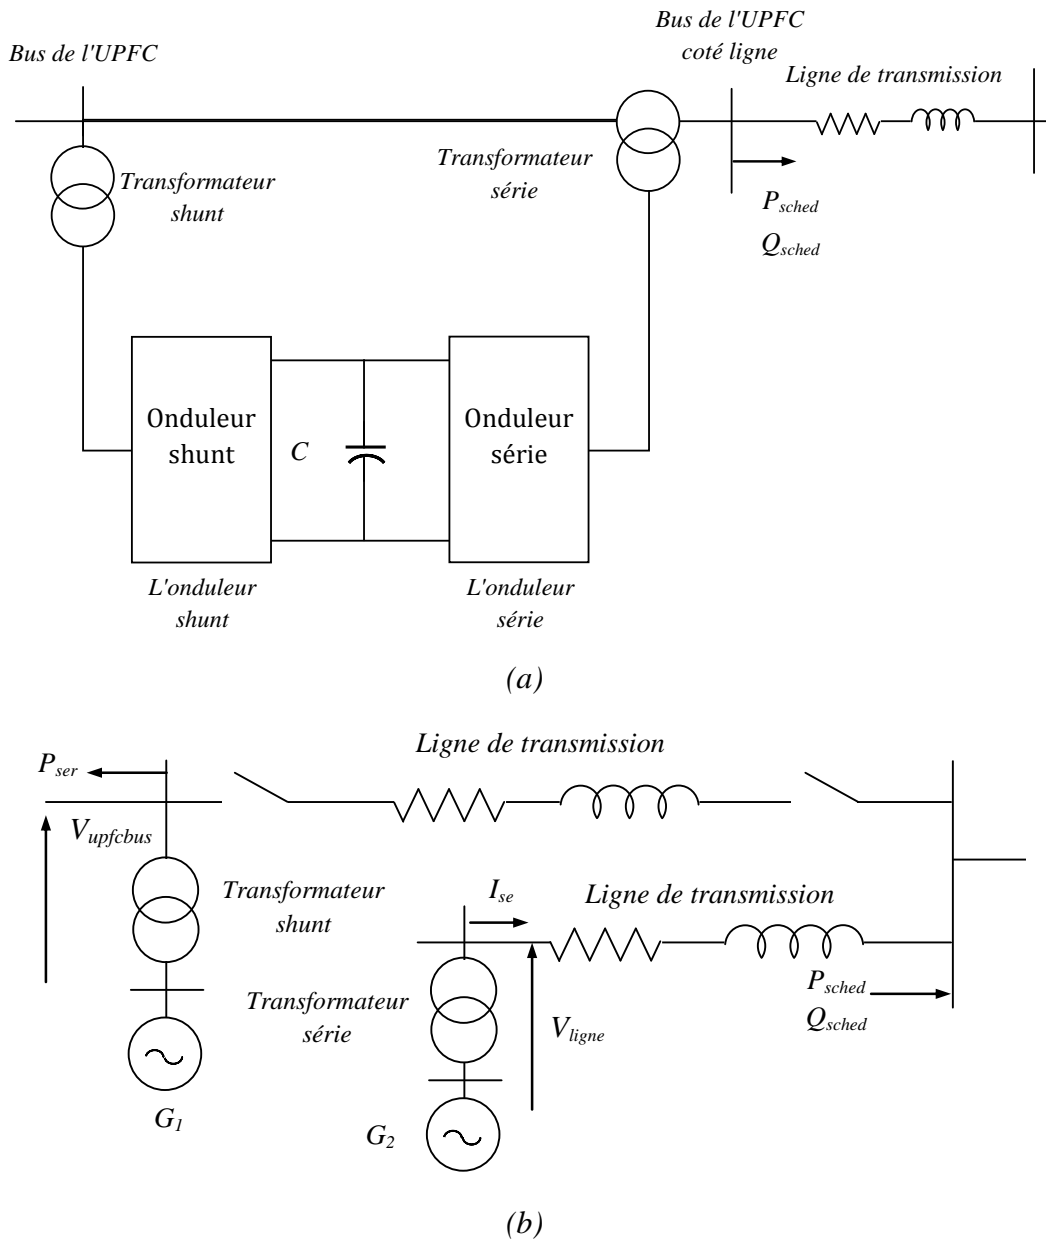 Bus de l'UPFC
Bus de l'UPFC
coté ligne
Ligne de transmission
Transformateur
shunt
Transformateur
série
P_sched
Q_sched
Onduleur
shunt
C
Onduleur
série
L'onduleur
shunt
L'onduleur
série
(a)
Ligne de transmission
P_ser
V_upfcbus
Transformateur
shunt
I_se
Ligne de transmission
Transformateur
série
V_ligne
P_sched
Q_sched
G_1
G_2
(b)